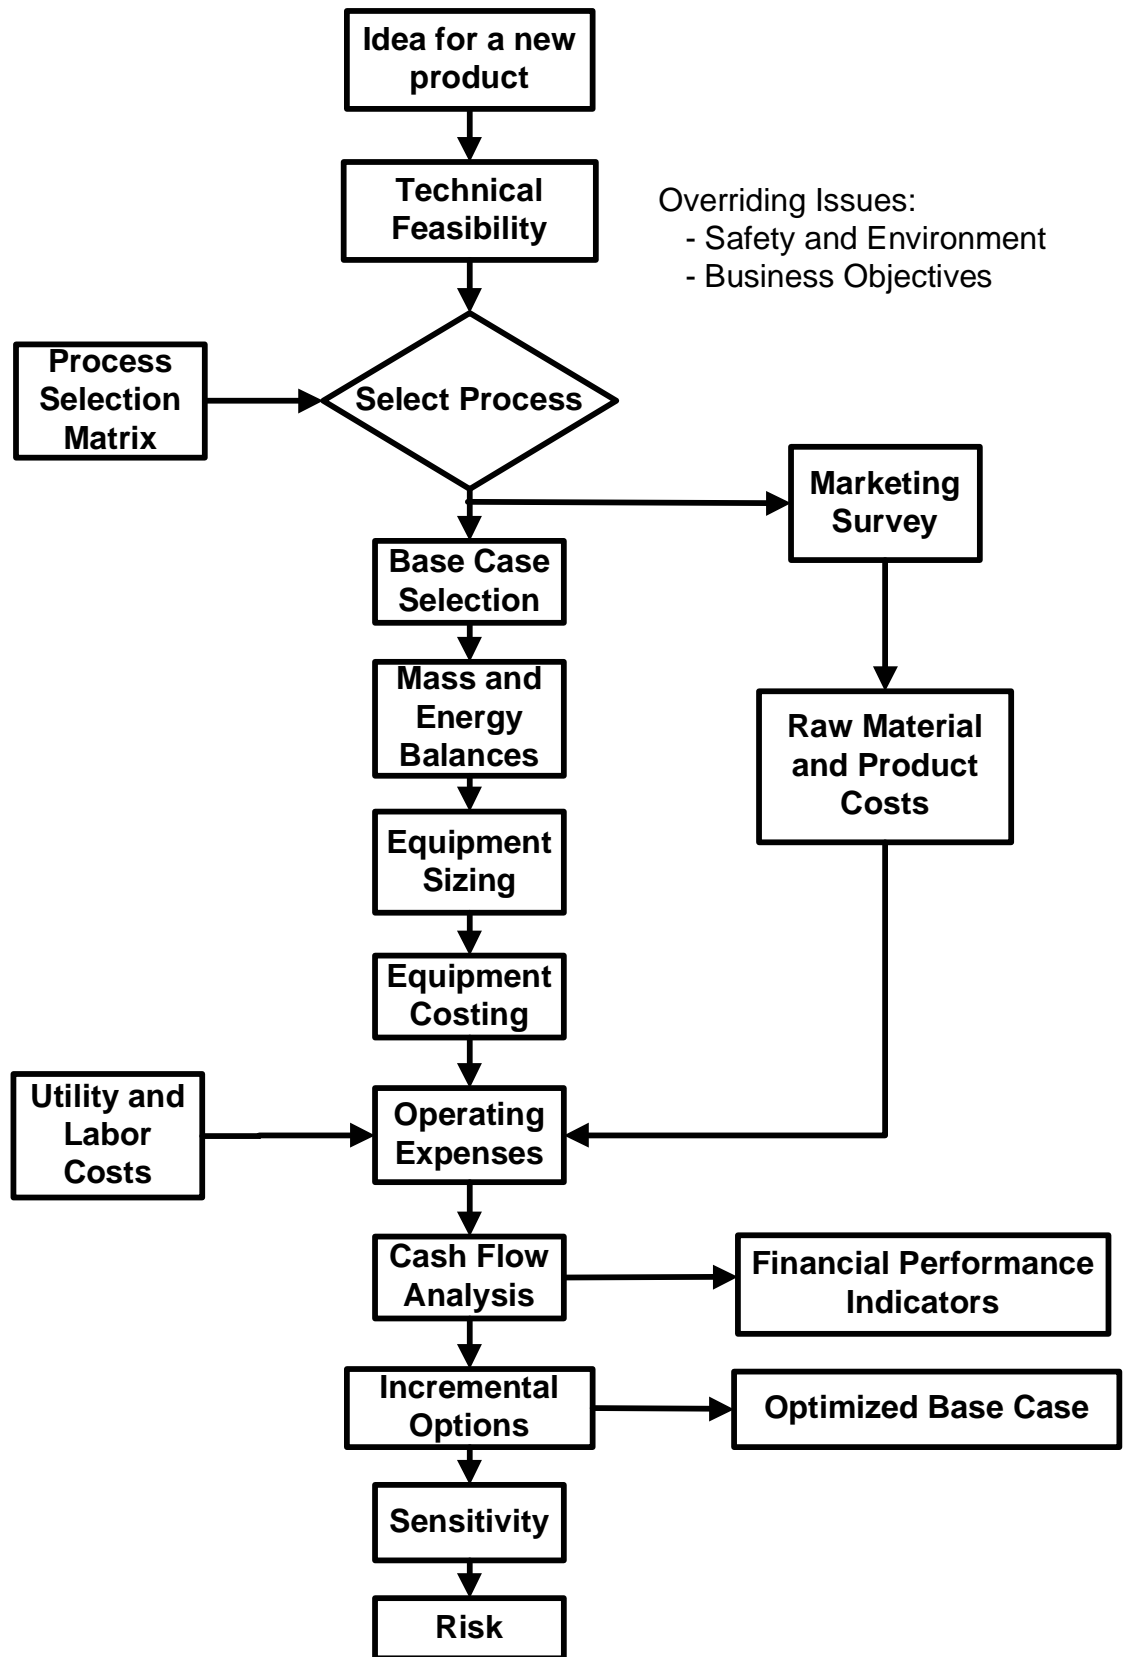 Idea for a new
product
Technical
Feasibility
Overriding Issues:
- Safety and Environment
- Business Objectives
Process
Selection
Matrix
Select Process
Marketing
Survey
Base Case
Selection
Mass and
Energy
Balances
Raw Material
and Product
Costs
Equipment
Sizing
Equipment
Costing
Utility and
Labor
Costs
Operating
Expenses
Cash Flow
Analysis
Financial Performance
Indicators
Incremental
Options
Optimized Base Case
Sensitivity
Risk